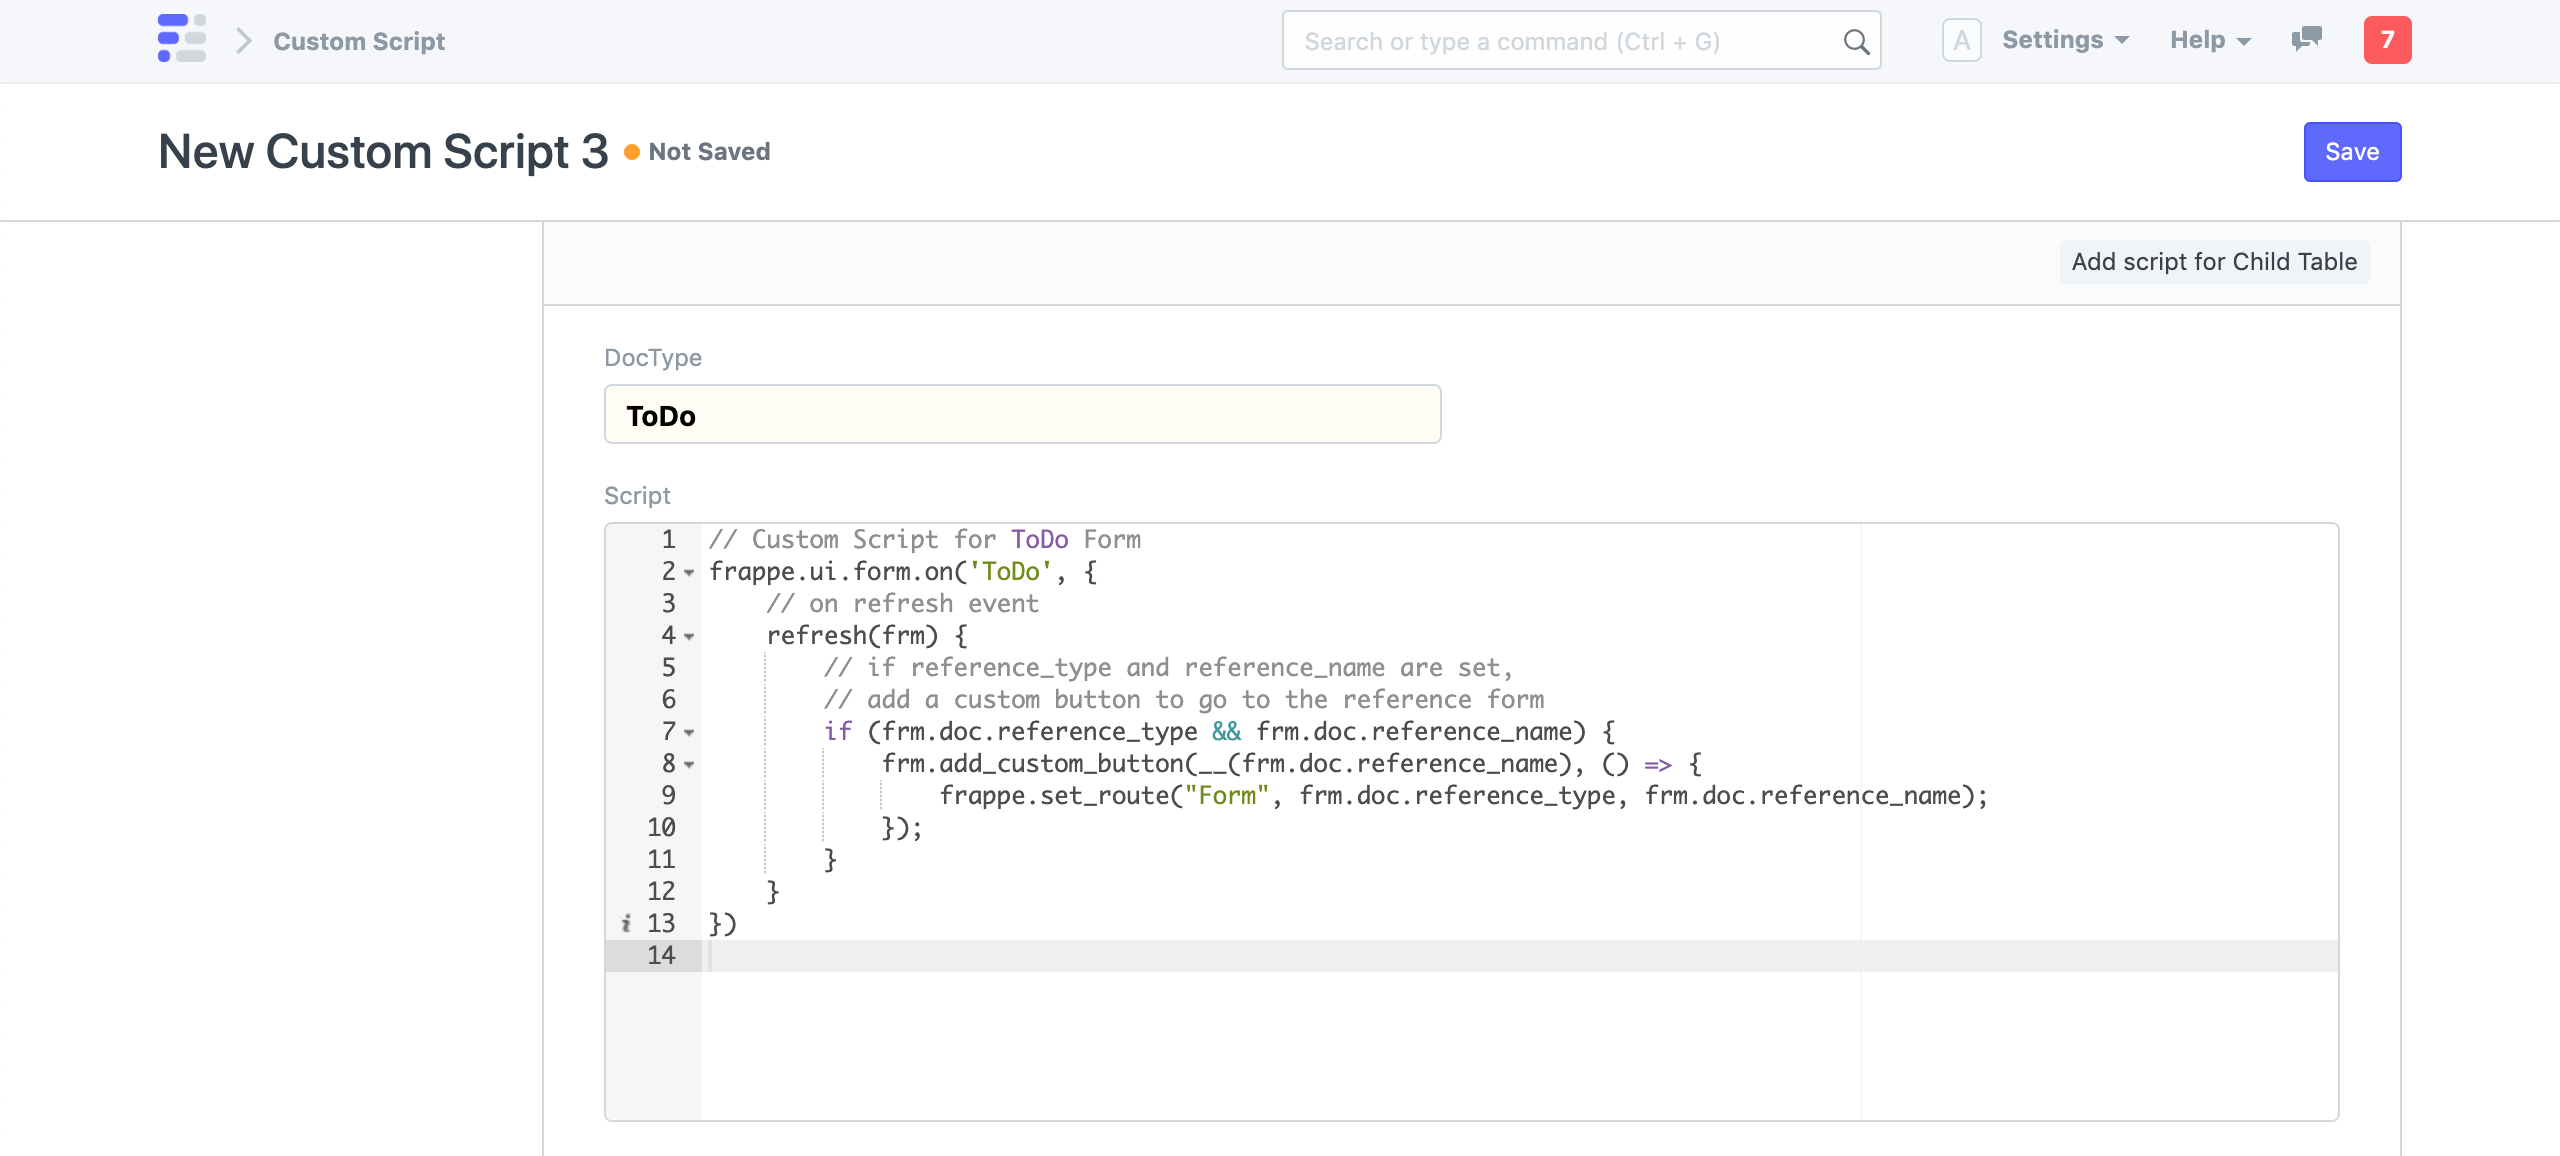 Custom Script
Search or type a command (Ctrl + G)
A
Settings
Help
7
New Custom Script 3
Not Saved
Save
Add script for Child Table
DocType
ToDo
Script
1 // Custom Script for ToDo Form
2 frappe.ui.form.on('ToDo', {
3     // on refresh event
4     refresh(frm) {
5         // if reference_type and reference_name are set,
6         // add a custom button to go to the reference form
7         if (frm.doc.reference_type && frm.doc.reference_name) {
8             frm.add_custom_button(__(frm.doc.reference_name), () => {
9                 frappe.set_route("Form", frm.doc.reference_type, frm.doc.reference_name);
10             });
11         }
12     }
i 13 })
14